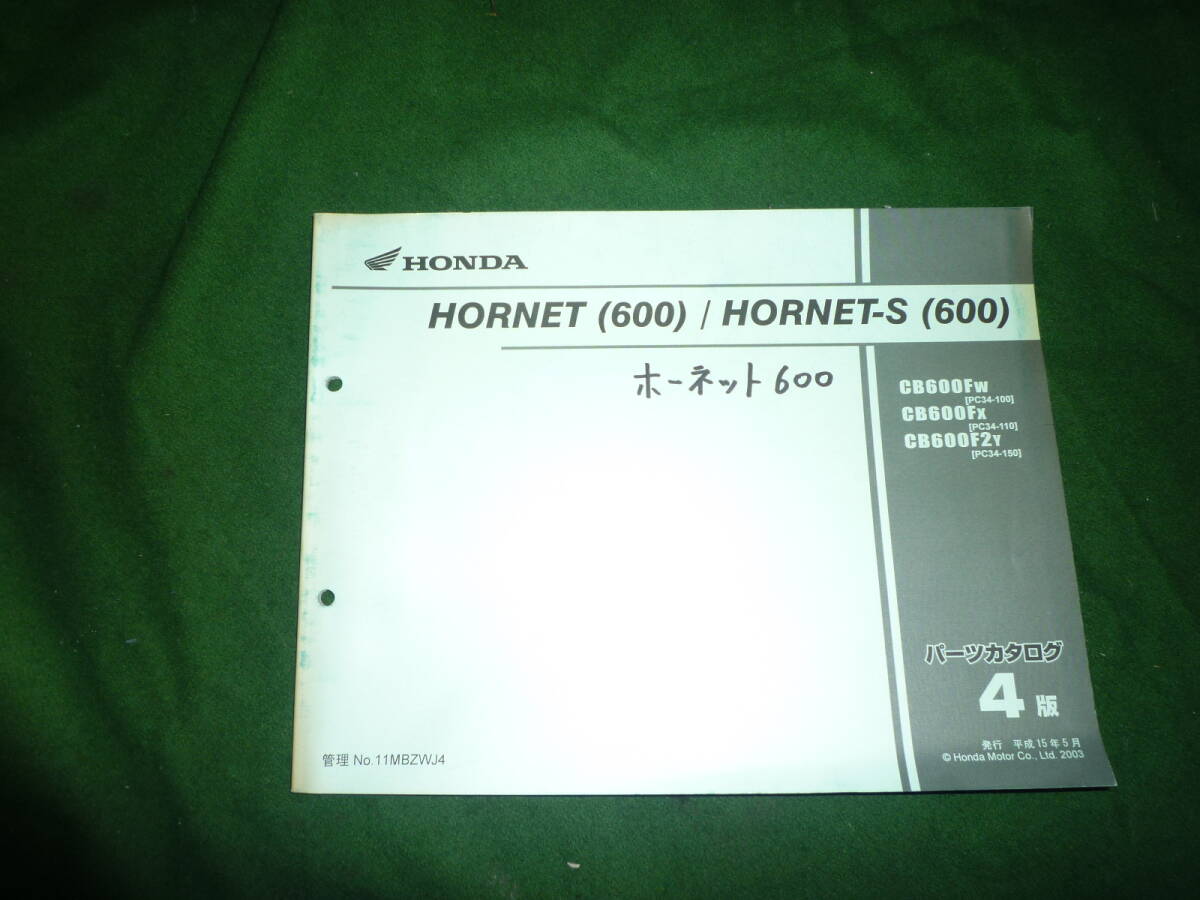 HONDA
HORNET (600) / HORNET-S (600)
ホーネット600
CB600FW
[PC34-100]
CB600FX
[PC34-110]
CB600F2Y
[PC34-150]
パーツカタログ
4版
発行 平成15年5月
© Honda Motor Co., Ltd. 2003
管理 No.11MBZWJ4